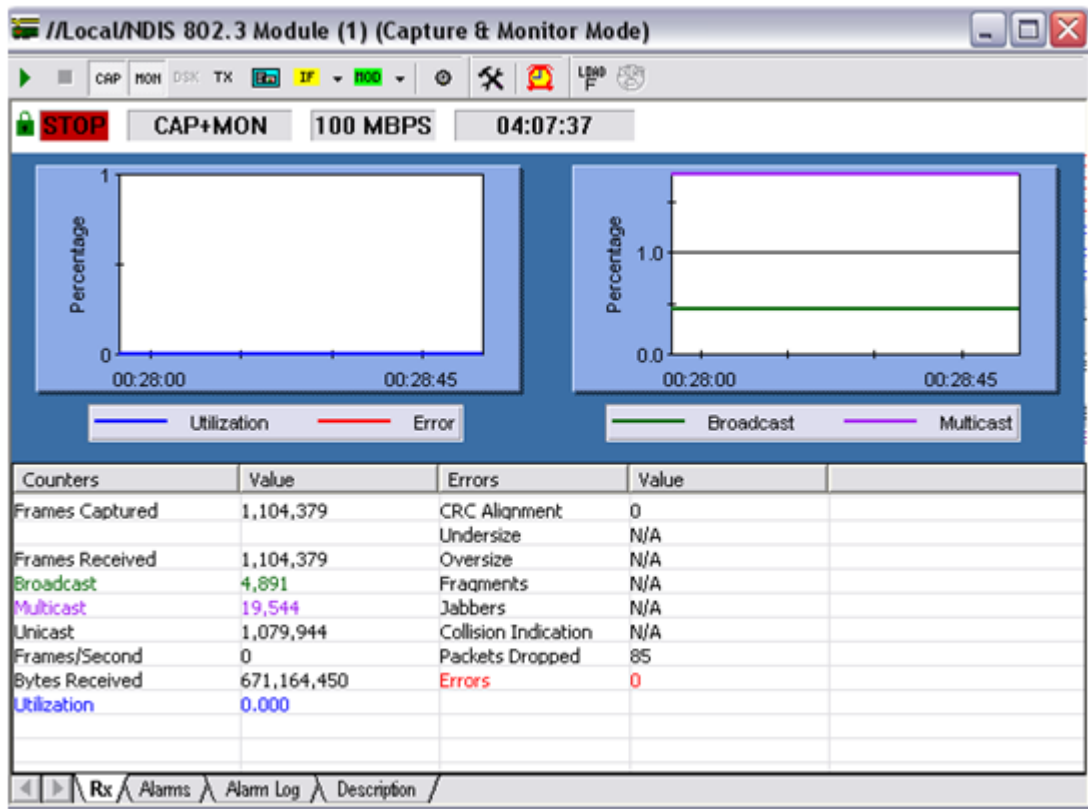 //Local/NDIS 802.3 Module (1) (Capture & Monitor Mode)
CAP MON DSK TX IF MOD LOAD F
STOP CAP+MON 100 MBPS 04:07:37
1
Percentage
0
00:28:00 00:28:45
Utilization Error
Percentage
1.0
0.0
00:28:00 00:28:45
Broadcast Multicast
Counters Value Errors Value
Frames Captured 1,104,379 CRC Alignment 0
Undersize N/A
Frames Received 1,104,379 Oversize N/A
Broadcast 4,891 Fragments N/A
Multicast 19,544 Jabbers N/A
Unicast 1,079,944 Collision Indication N/A
Frames/Second 0 Packets Dropped 85
Bytes Received 671,164,450 Errors 0
Utilization 0.000
Rx Alarms Alarm Log Description